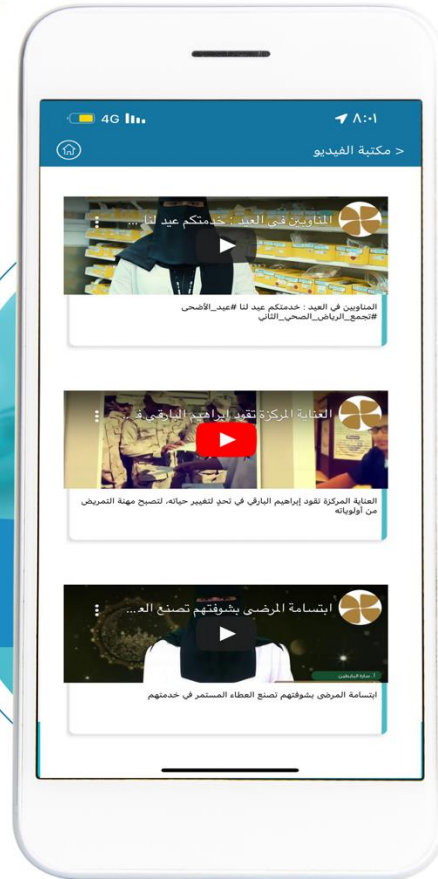 4G
٨:٠١
< مكتبة الفيديو
المناوبين في العيد : خدمتكم عيد لنا ...
المناوبين في العيد : خدمتكم عيد لنا #عيد_الأضحى
#تجمع_الرياض_الصحي_الثاني
العناية المركزة تقود إبراهيم البارقي فـ ...
العناية المركزة تقود إبراهيم البارقي في تحدٍ لتغيير حياته، لتصبح مهنة التمريض
من أولوياته
ابتسامة المرضى بشوفتهم تصنع العـ...
ابتسامة المرضى بشوفتهم تصنع العطاء المستمر في خدمتهم